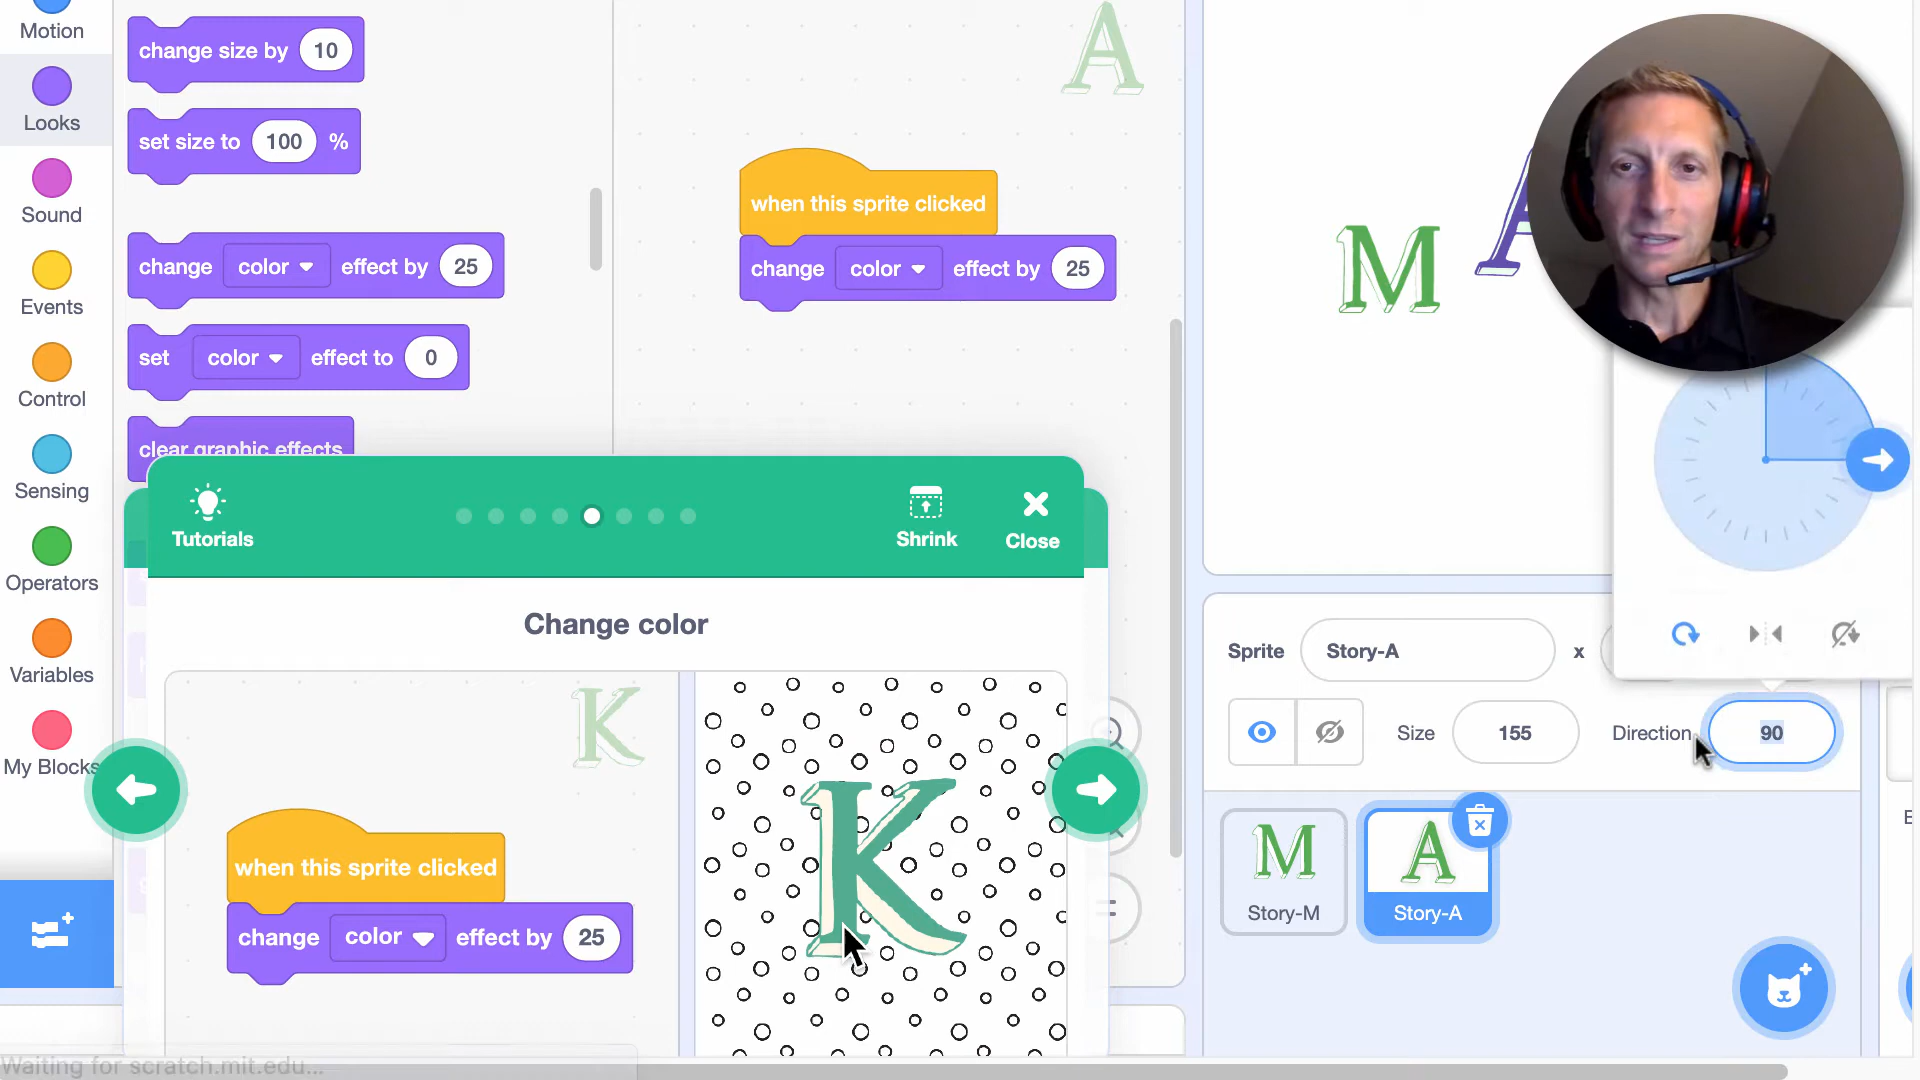 Motion
Looks
Sound
Events
Control
Sensing
Operators
Variables
My Blocks
change size by 10
set size to 100 %
change color effect by 25
set color effect to 0
clear graphic effects
A
when this sprite clicked
change color effect by 25
M
A
Tutorials
Shrink
Close
Change color
K
when this sprite clicked
change color effect by 25
K
Sprite Story-A x
Size 155 Direction 90
M
Story-M
A
Story-A
Waiting for scratch.mit.edu...